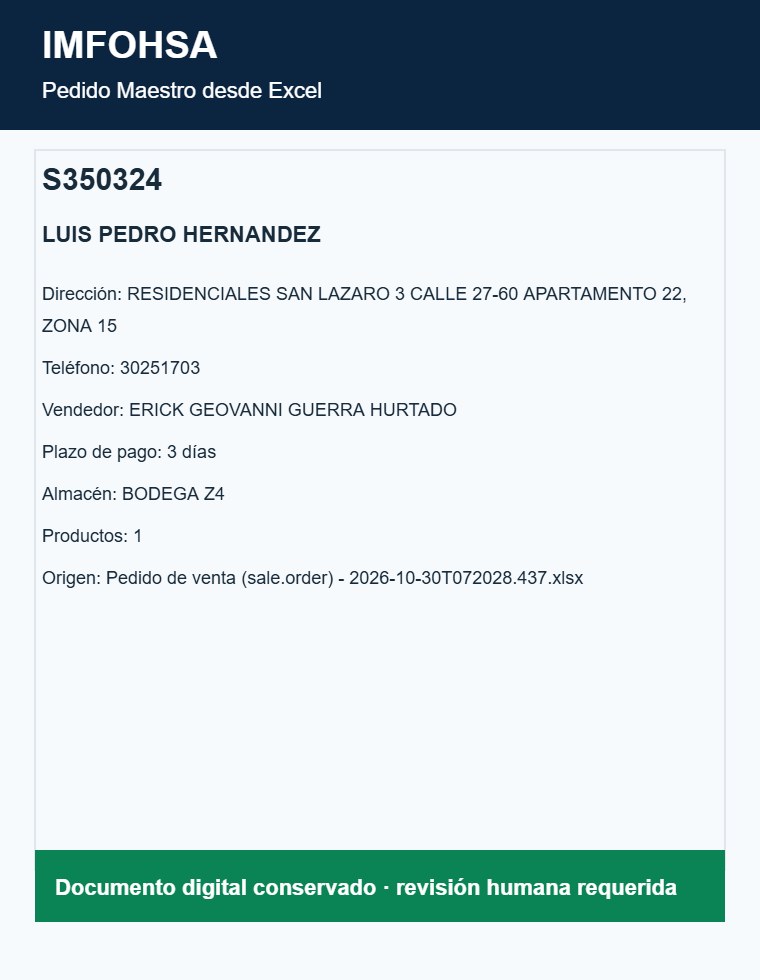 IMFOHSA
Pedido Maestro desde Excel
S350324
LUIS PEDRO HERNANDEZ
Dirección: RESIDENCIALES SAN LAZARO 3 CALLE 27-60 APARTAMENTO 22,
ZONA 15
Teléfono: 30251703
Vendedor: ERICK GEOVANNI GUERRA HURTADO
Plazo de pago: 3 días
Almacén: BODEGA Z4
Productos: 1
Origen: Pedido de venta (sale.order) - 2026-10-30T072028.437.xlsx
Documento digital conservado · revisión humana requerida